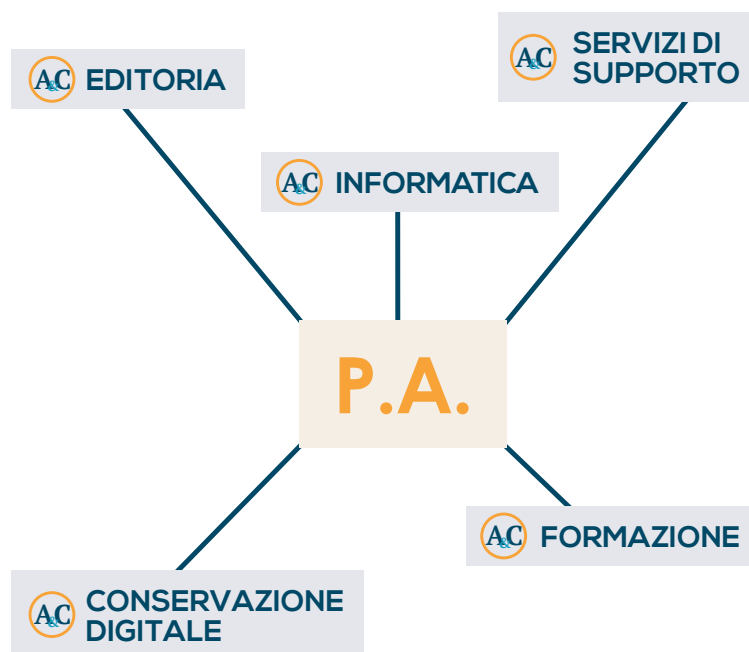 A&C EDITORIA
A&C SERVIZI DI
SUPPORTO
A&C INFORMATICA
P.A.
A&C FORMAZIONE
A&C CONSERVAZIONE
DIGITALE